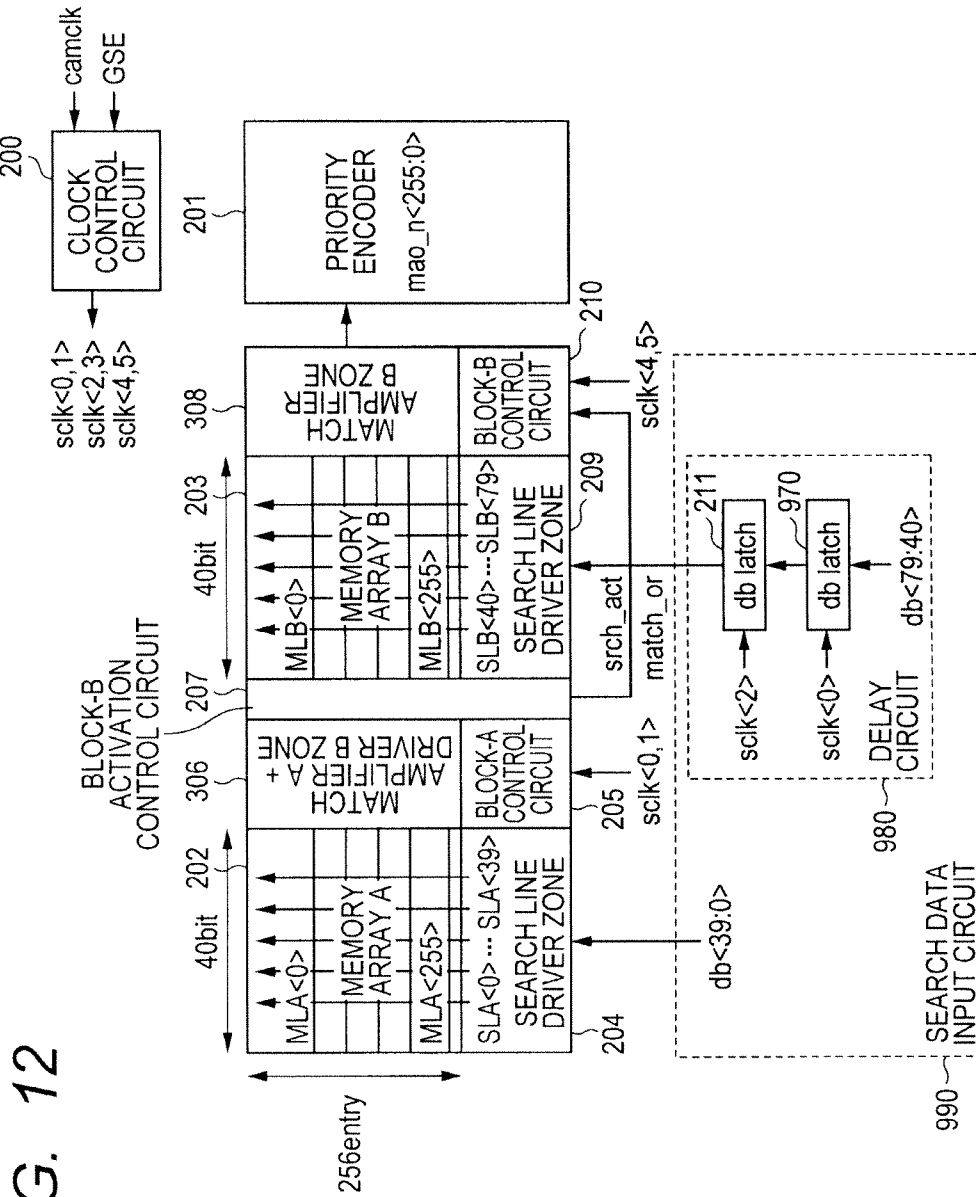 G. 12
200
CLOCK
CONTROL
CIRCUIT
camclk
GSE
sclk<0,1>
sclk<2,3>
sclk<4,5>
201
PRIORITY
ENCODER
mao_n<255:0>
BLOCK-B
ACTIVATION
CONTROL CIRCUIT
40bit
202
306
207
40bit
203
308
256entry
MLA<0>
MEMORY
ARRAY A
MLA<255>
SLA<0> ··· SLA<39>
SEARCH LINE
DRIVER ZONE
204
MATCH
AMPLIFIER A +
DRIVER B ZONE
BLOCK-A
CONTROL
CIRCUIT
205
sclk<0,1>
MLB<0>
MEMORY
ARRAY B
MLB<255>
SLB<40> ··· SLB<79>
SEARCH LINE
DRIVER ZONE
209
MATCH
AMPLIFIER
B ZONE
BLOCK-B
CONTROL
CIRCUIT
210
sclk<4,5>
srch_act
match_or
db<39:0>
211
db latch
sclk<2>
970
db latch
sclk<0>
db<79:40>
DELAY
CIRCUIT
980
SEARCH DATA
INPUT CIRCUIT
990